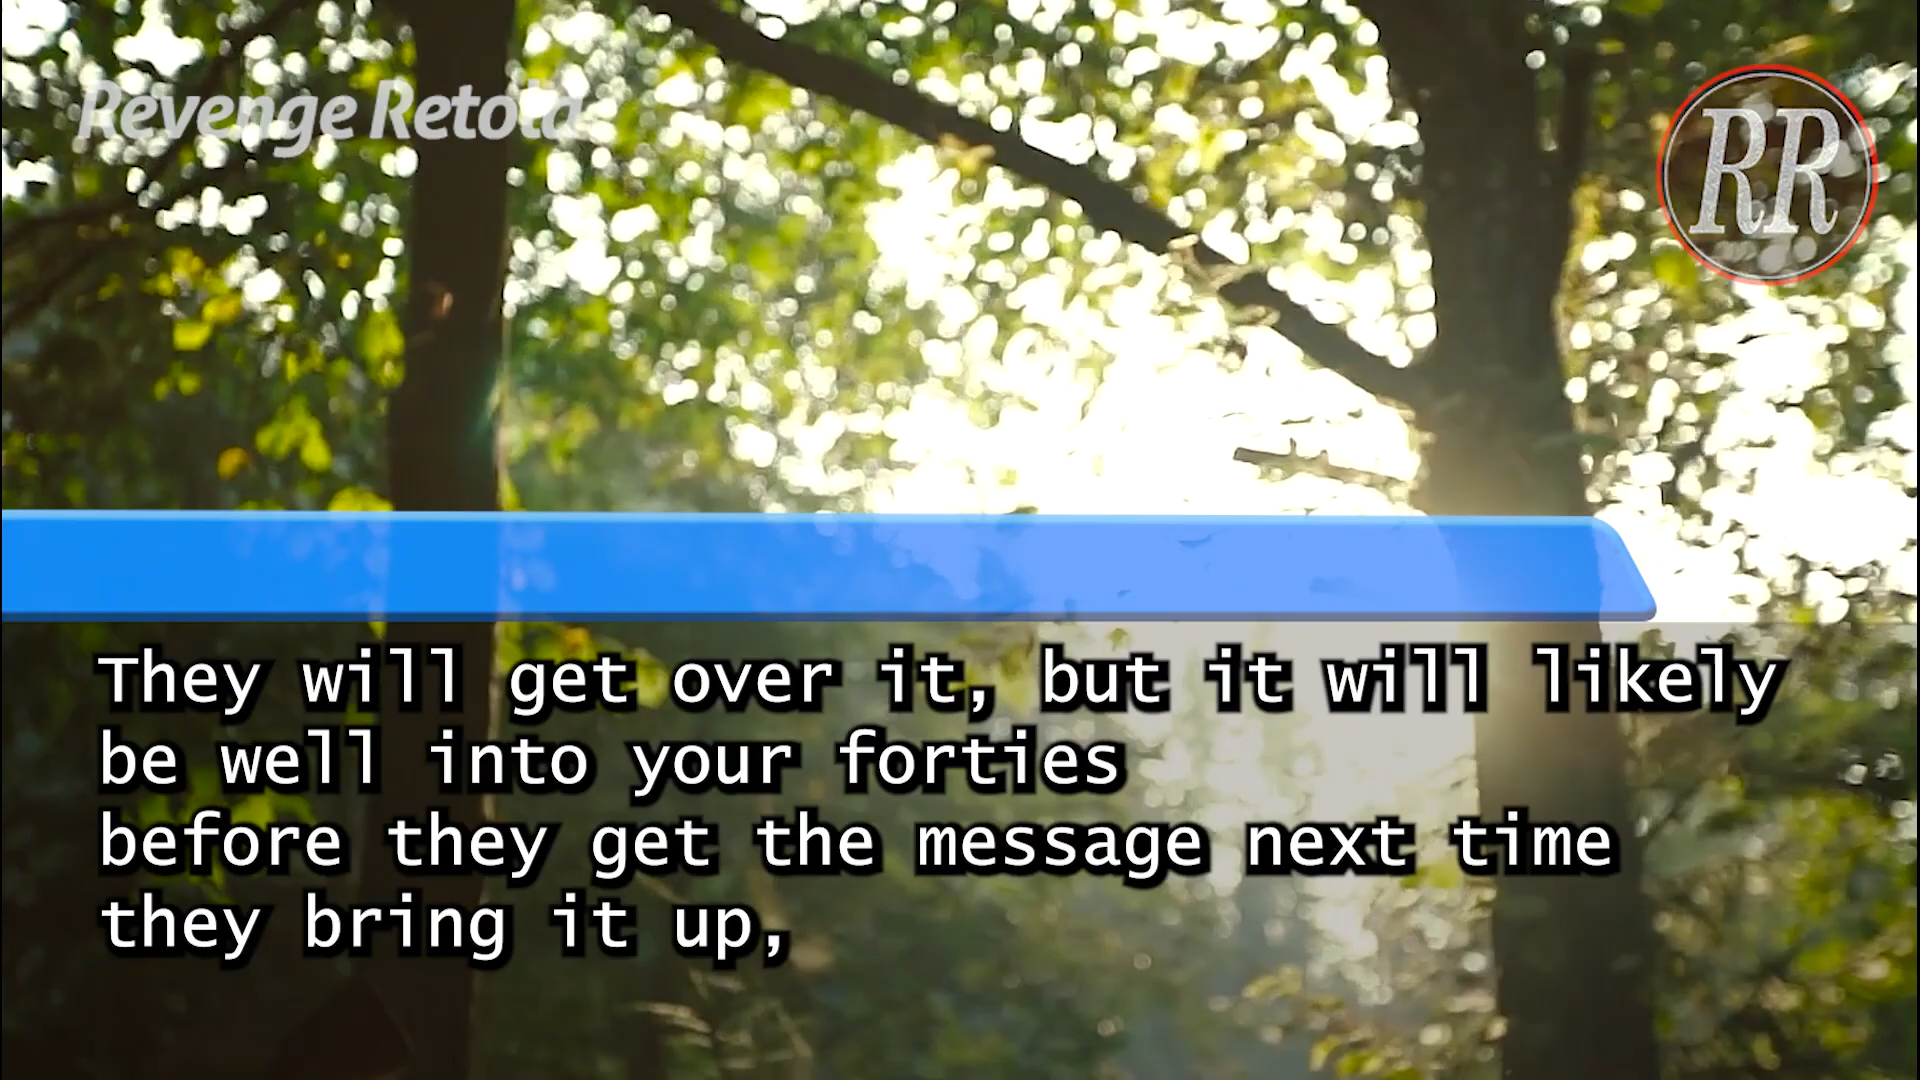 Revenge Retold
RR
They will get over it, but it will likely
be well into your forties
before they get the message next time
they bring it up,